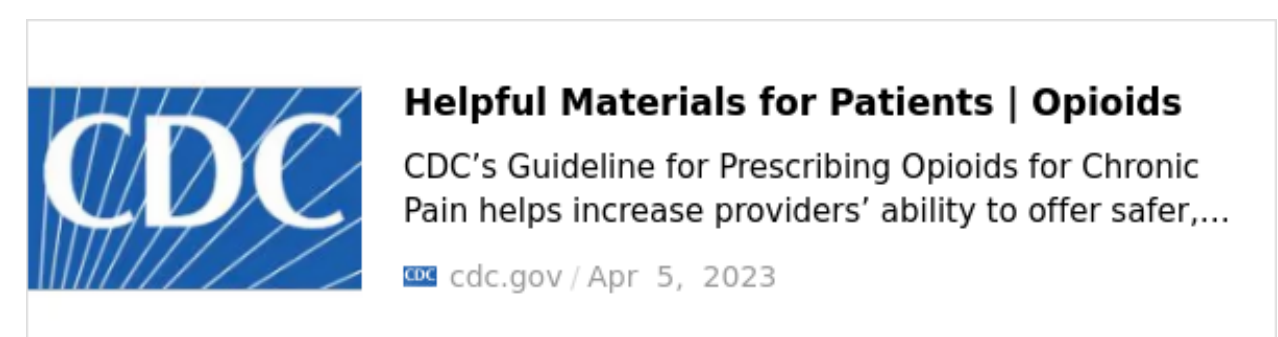 CDC
Helpful Materials for Patients | Opioids
CDC’s Guideline for Prescribing Opioids for Chronic
Pain helps increase providers’ ability to offer safer,...
CDC cdc.gov / Apr 5, 2023